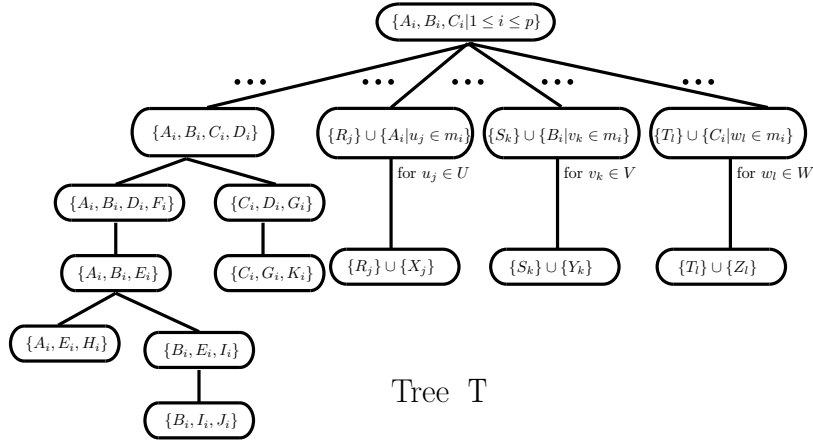 {A_i, B_i, C_i|1 ≤ i ≤ p}
••• ••• ••• ••• •••
{A_i, B_i, C_i, D_i} {R_j} ∪ {A_i|u_j ∈ m_i} {S_k} ∪ {B_i|v_k ∈ m_i} {T_l} ∪ {C_i|w_l ∈ m_i}
for u_j ∈ U for v_k ∈ V for w_l ∈ W
{A_i, B_i, D_i, F_i} {C_i, D_i, G_i}
{A_i, B_i, E_i} {C_i, G_i, K_i} {R_j} ∪ {X_j} {S_k} ∪ {Y_k} {T_l} ∪ {Z_l}
{A_i, E_i, H_i} {B_i, E_i, I_i}
Tree T
{B_i, I_i, J_i}